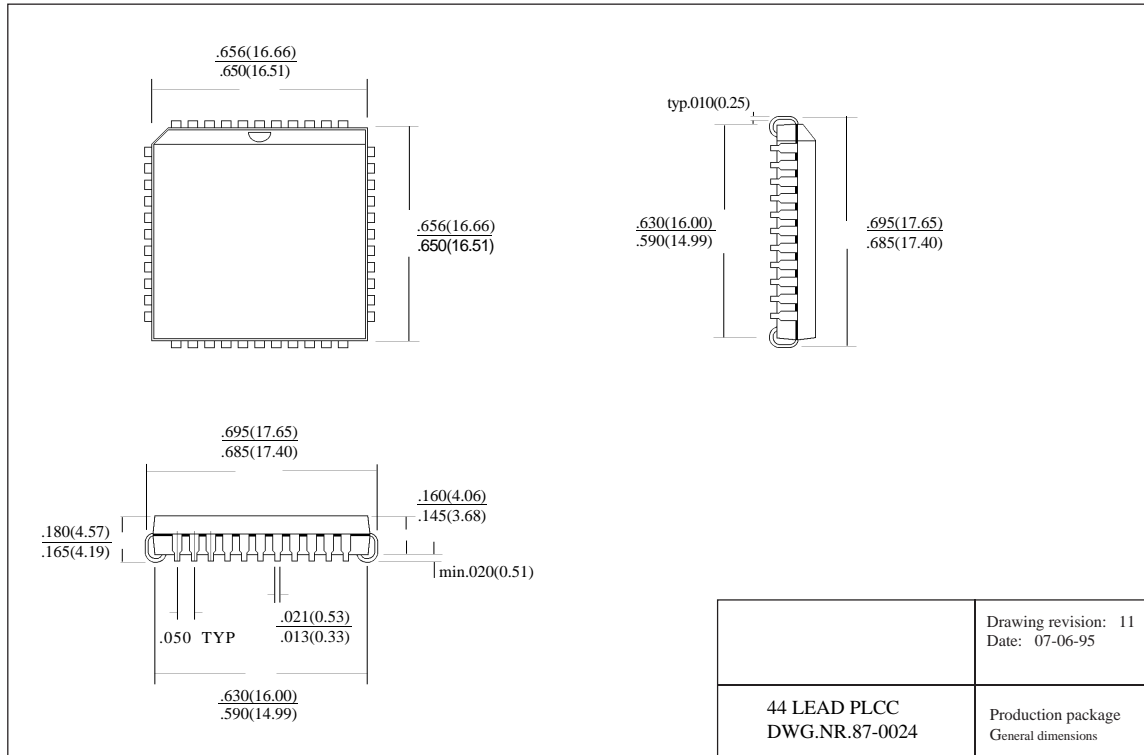 .656(16.66)
.650(16.51)
typ.010(0.25)
.656(16.66)
.650(16.51)
.630(16.00)
.590(14.99)
.695(17.65)
.685(17.40)
.695(17.65)
.685(17.40)
.180(4.57)
.165(4.19)
.160(4.06)
.145(3.68)
min.020(0.51)
.050 TYP
.021(0.53)
.013(0.33)
.630(16.00)
.590(14.99)
Drawing revision: 11
Date: 07-06-95
44 LEAD PLCC
DWG.NR.87-0024
Production package
General dimensions